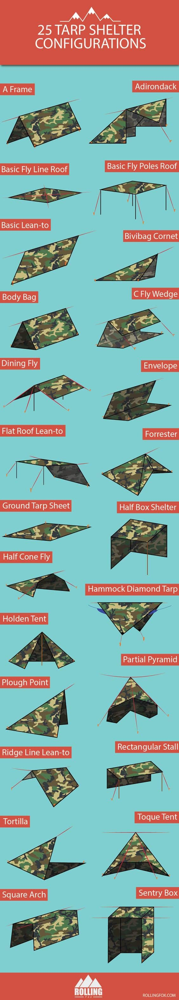 25 TARP SHELTER
CONFIGURATIONS
A Frame
Adirondack
Basic Fly Line Roof
Basic Fly Poles Roof
Basic Lean-to
Bivibag Cornet
Body Bag
C Fly Wedge
Dining Fly
Envelope
Flat Roof Lean-to
Forrester
Ground Tarp Sheet
Half Box Shelter
Half Cone Fly
Hammock Diamond Tarp
Holden Tent
Partial Pyramid
Plough Point
Rectangular Stall
Ridge Line Lean-to
Toque Tent
Tortilla
Sentry Box
Square Arch
ROLLING
Fox
ROLLINGFOX.COM